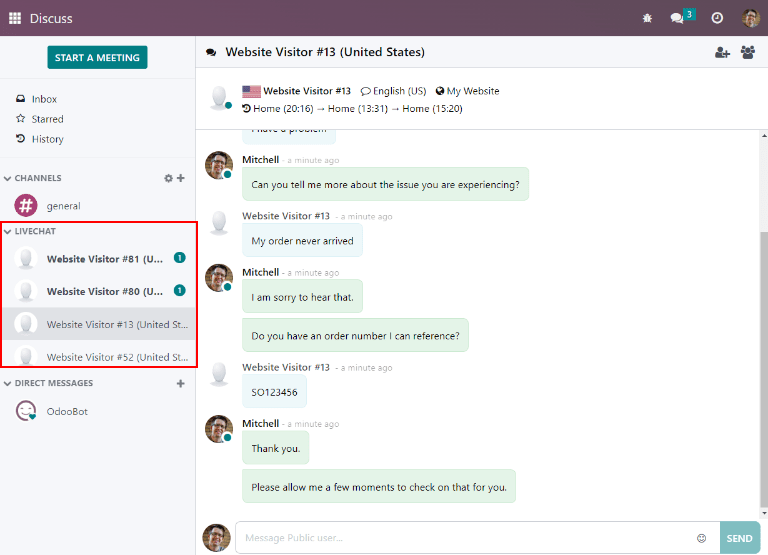 Discuss
3
START A MEETING
Inbox
Starred
History
CHANNELS
general
LIVECHAT
Website Visitor #81 (U...
1
Website Visitor #80 (U...
1
Website Visitor #13 (United St...
Website Visitor #52 (United St...
DIRECT MESSAGES
OdooBot
Website Visitor #13 (United States)
Website Visitor #13 English (US) My Website
Home (20:16) → Home (13:31) → Home (15:20)
I have a problem
Mitchell - a minute ago
Can you tell me more about the issue you are experiencing?
Website Visitor #13 - a minute ago
My order never arrived
Mitchell - a minute ago
I am sorry to hear that.
Do you have an order number I can reference?
Website Visitor #13 - a minute ago
SO123456
Mitchell - a minute ago
Thank you.
Please allow me a few moments to check on that for you.
Message Public user...
SEND